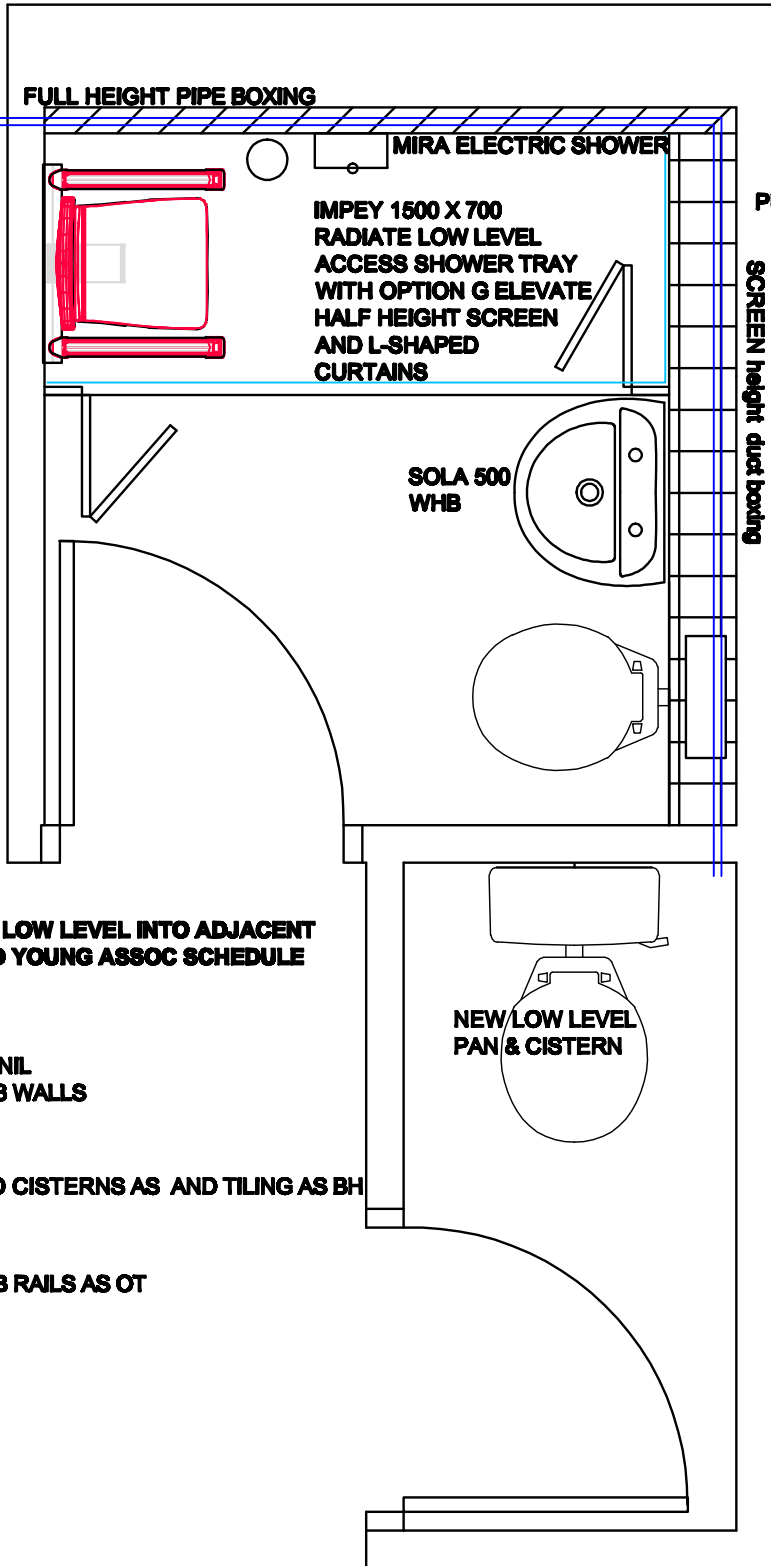 FULL HEIGHT PIPE BOXING
MIRA ELECTRIC SHOWER
IMPEY 1500 X 700
RADIATE LOW LEVEL
ACCESS SHOWER TRAY
WITH OPTION G ELEVATE
HALF HEIGHT SCREEN
AND L-SHAPED
CURTAINS
SCREEN height duct boxing
SOLA 500
WHB
LOW LEVEL INTO ADJACENT
YOUNG ASSOC SCHEDULE
NEW LOW LEVEL
PAN & CISTERN
NIL
WALLS
CISTERNS AS AND TILING AS BH
RAILS AS OT